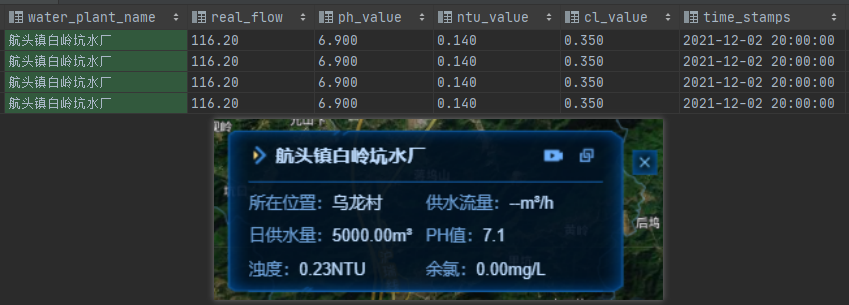 water_plant_name real_flow ph_value ntu_value cl_value time_stamps
航头镇白岭坑水厂 116.20 6.900 0.140 0.350 2021-12-02 20:00:00
航头镇白岭坑水厂 116.20 6.900 0.140 0.350 2021-12-02 20:00:00
航头镇白岭坑水厂 116.20 6.900 0.140 0.350 2021-12-02 20:00:00
航头镇白岭坑水厂 116.20 6.900 0.140 0.350 2021-12-02 20:00:00
航头镇白岭坑水厂
所在位置：乌龙村 供水流量：--m³/h
后坞
日供水量：5000.00m³ PH值：7.1
浊度：0.23NTU 余氯：0.00mg/L